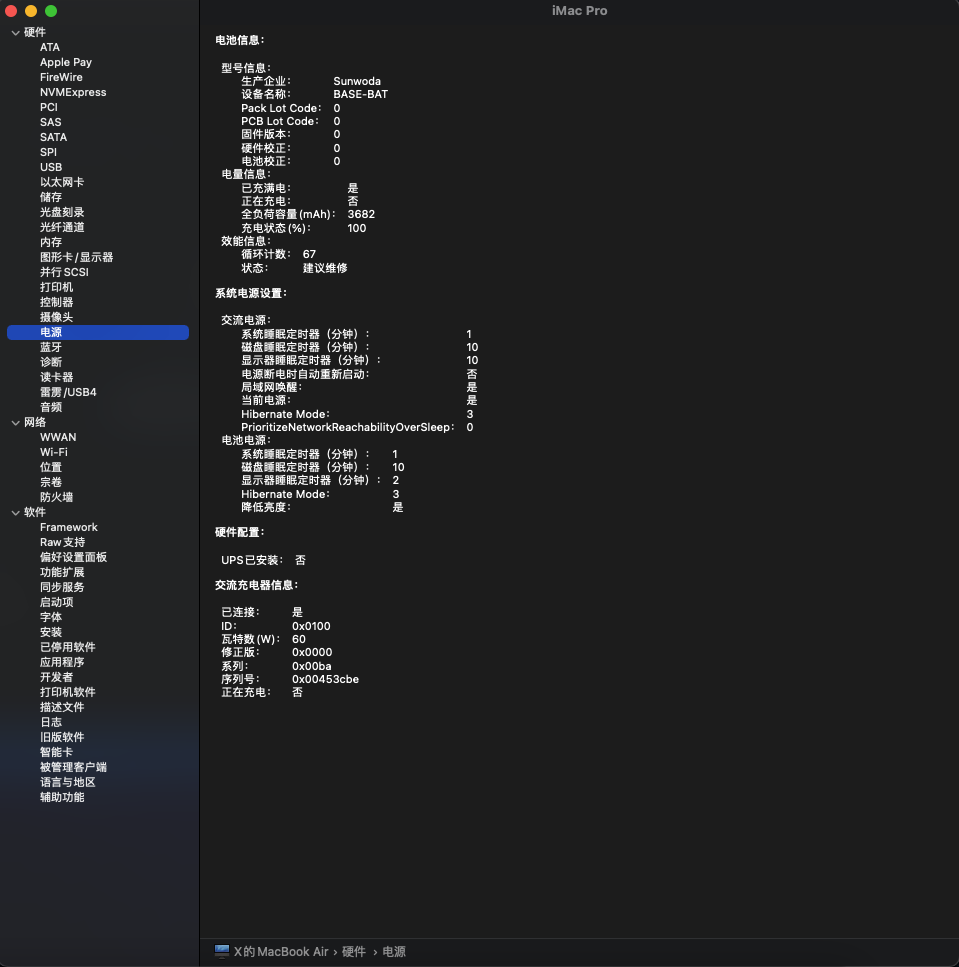 iMac Pro
硬件
ATA
Apple Pay
FireWire
NVMExpress
PCI
SAS
SATA
SPI
USB
以太网卡
储存
光盘刻录
光纤通道
内存
图形卡/显示器
并行SCSI
打印机
控制器
摄像头
电源
蓝牙
诊断
读卡器
雷雳/USB4
音频
网络
WWAN
Wi-Fi
位置
宗卷
防火墙
软件
Framework
Raw支持
偏好设置面板
功能扩展
同步服务
启动项
字体
安装
已停用软件
应用程序
开发者
打印机软件
描述文件
日志
旧版软件
智能卡
被管理客户端
语言与地区
辅助功能
电池信息：
型号信息：
生产企业： Sunwoda
设备名称： BASE-BAT
Pack Lot Code： 0
PCB Lot Code： 0
固件版本： 0
硬件校正： 0
电池校正： 0
电量信息：
已充满电： 是
正在充电： 否
全负荷容量(mAh)： 3682
充电状态(%)： 100
效能信息：
循环计数： 67
状态： 建议维修
系统电源设置：
交流电源：
系统睡眠定时器（分钟）： 1
磁盘睡眠定时器（分钟）： 10
显示器睡眠定时器（分钟）： 10
电源断电时自动重新启动： 否
局域网唤醒： 是
当前电源： 是
Hibernate Mode： 3
PrioritizeNetworkReachabilityOverSleep： 0
电池电源：
系统睡眠定时器（分钟）： 1
磁盘睡眠定时器（分钟）： 10
显示器睡眠定时器（分钟）： 2
Hibernate Mode： 3
降低亮度： 是
硬件配置：
UPS已安装： 否
交流充电器信息：
已连接： 是
ID： 0x0100
瓦特数(W)： 60
修正版： 0x0000
系列： 0x00ba
序列号： 0x00453cbe
正在充电： 否
X的MacBook Air › 硬件 › 电源